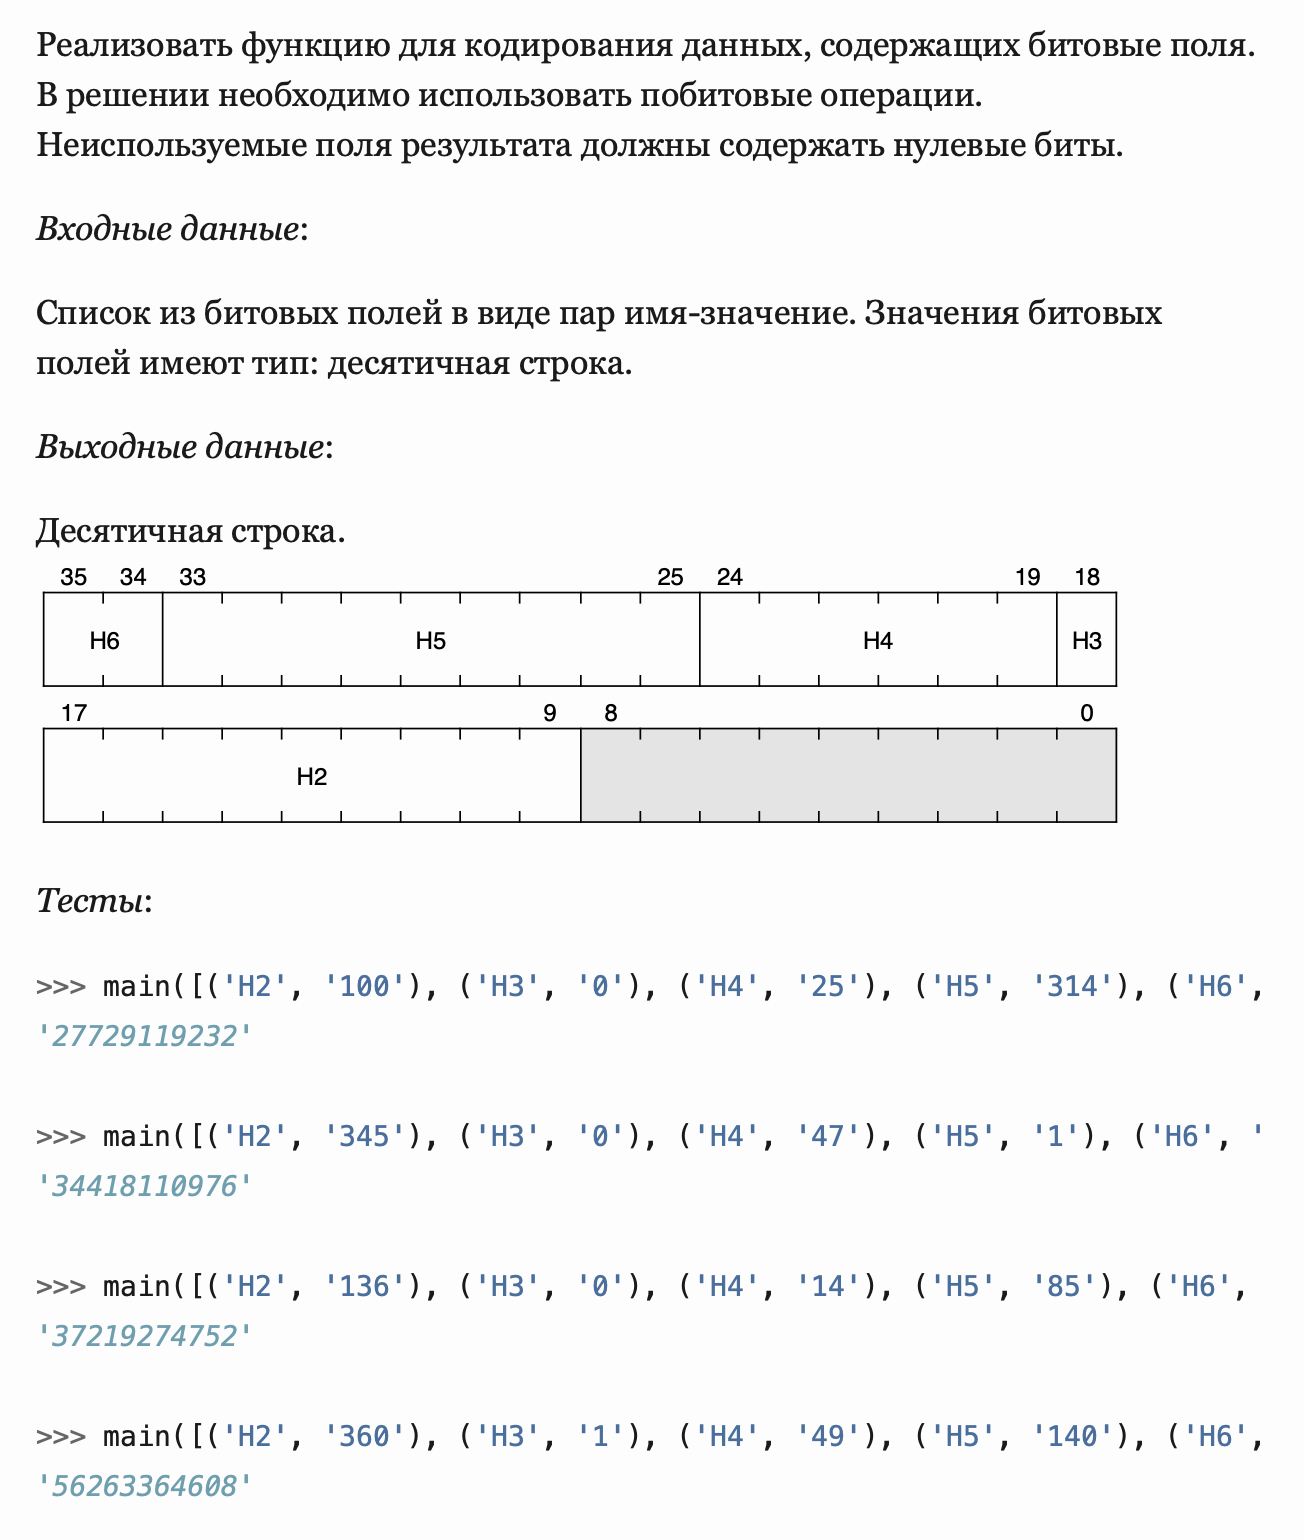 Реализовать функцию для кодирования данных, содержащих битовые поля.
В решении необходимо использовать побитовые операции.
Неиспользуемые поля результата должны содержать нулевые биты.
Входные данные:
Список из битовых полей в виде пар имя-значение. Значения битовых
полей имеют тип: десятичная строка.
Выходные данные:
Десятичная строка.
35 34 33 25 24 19 18
H6 H5 H4 H3
17 9 8 0
H2
Тесты:
>>> main([('H2', '100'), ('H3', '0'), ('H4', '25'), ('H5', '314'), ('H6',
'27729119232'
>>> main([('H2', '345'), ('H3', '0'), ('H4', '47'), ('H5', '1'), ('H6', '
'34418110976'
>>> main([('H2', '136'), ('H3', '0'), ('H4', '14'), ('H5', '85'), ('H6',
'37219274752'
>>> main([('H2', '360'), ('H3', '1'), ('H4', '49'), ('H5', '140'), ('H6',
'56263364608'